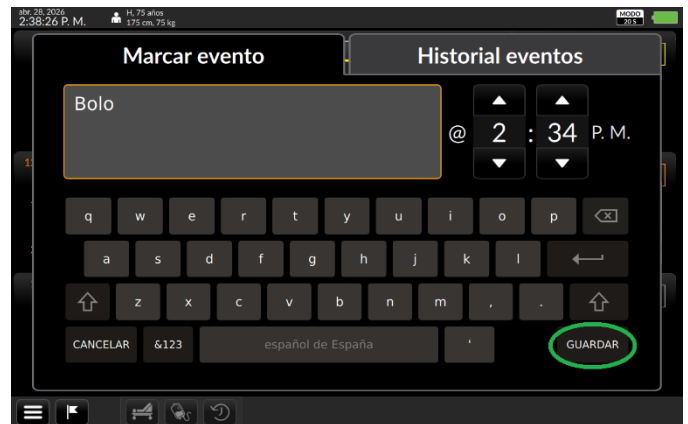 abr. 28, 2026
2:38:26 P. M.
H, 75 años
175 cm, 75 kg
MODO
20 S
Marcar evento
Historial eventos
Bolo
@ 2 : 34 P. M.
q w e r t y u i o p
a s d f g h j k l
z x c v b n m , .
CANCELAR &123 español de España ' GUARDAR